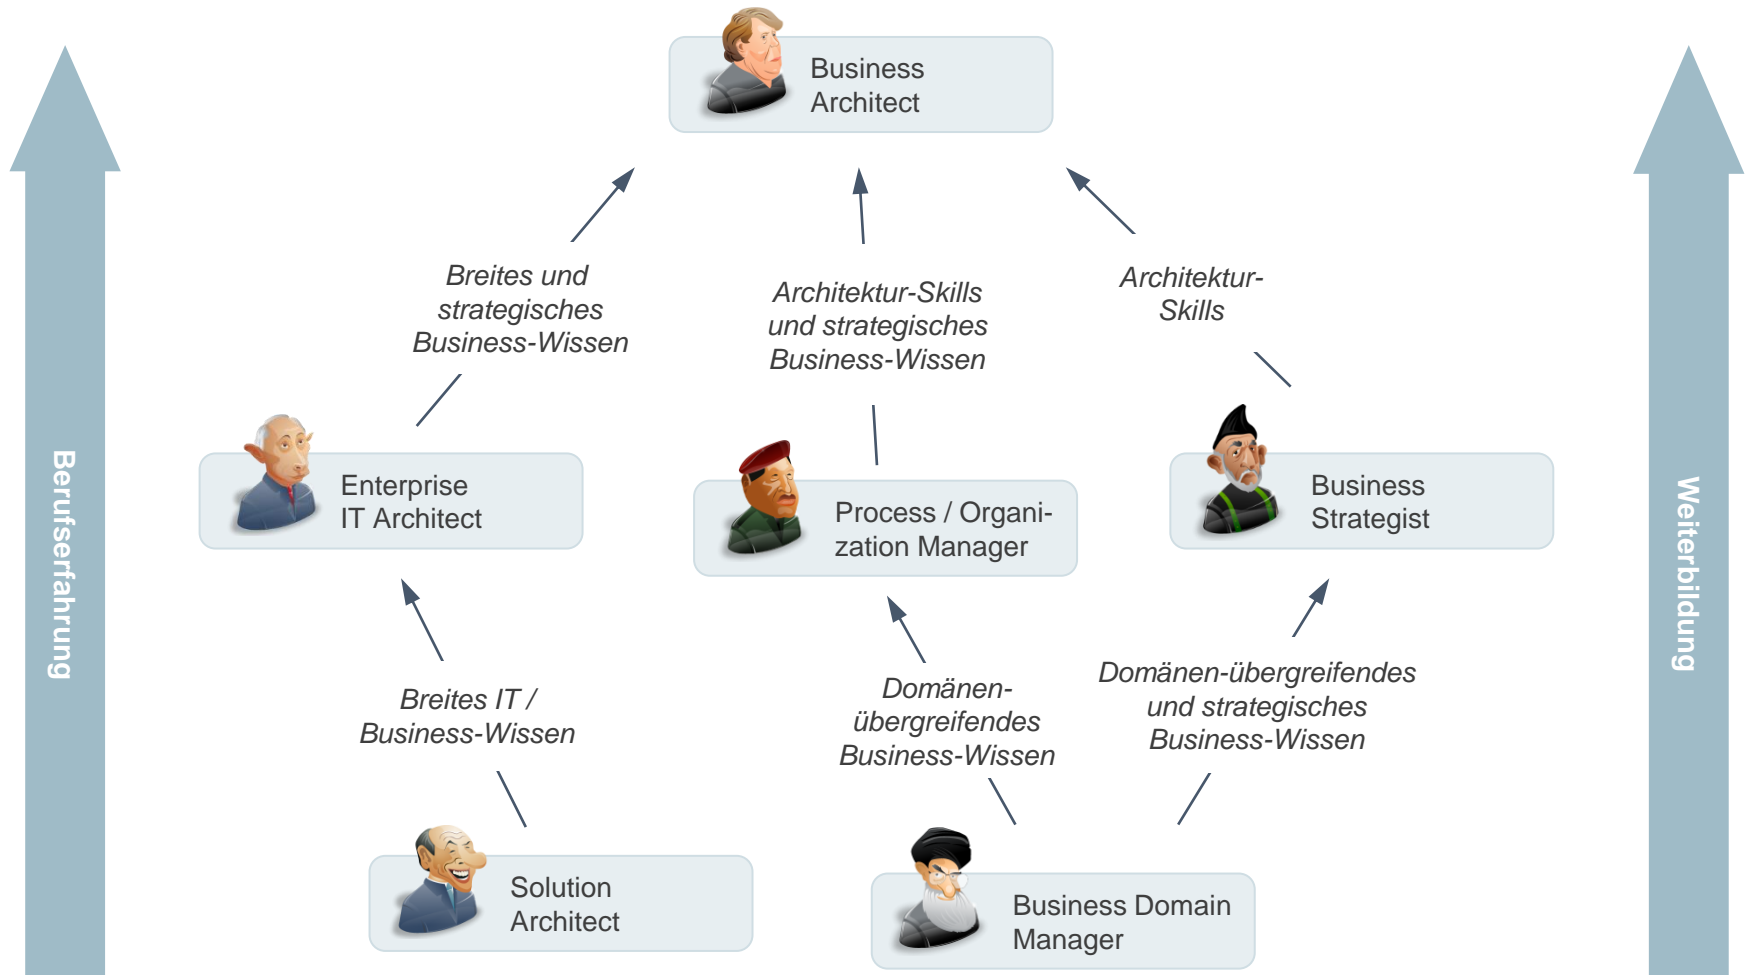 Business
Architect
Breites und
strategisches
Business-Wissen
Architektur-Skills
und strategisches
Business-Wissen
Architektur-
Skills
Berufserfahrung
Enterprise
IT Architect
Process / Organi-
zation Manager
Business
Strategist
Weiterbildung
Breites IT /
Business-Wissen
Domänen-
übergreifendes
Business-Wissen
Domänen-übergreifendes
und strategisches
Business-Wissen
Solution
Architect
Business Domain
Manager